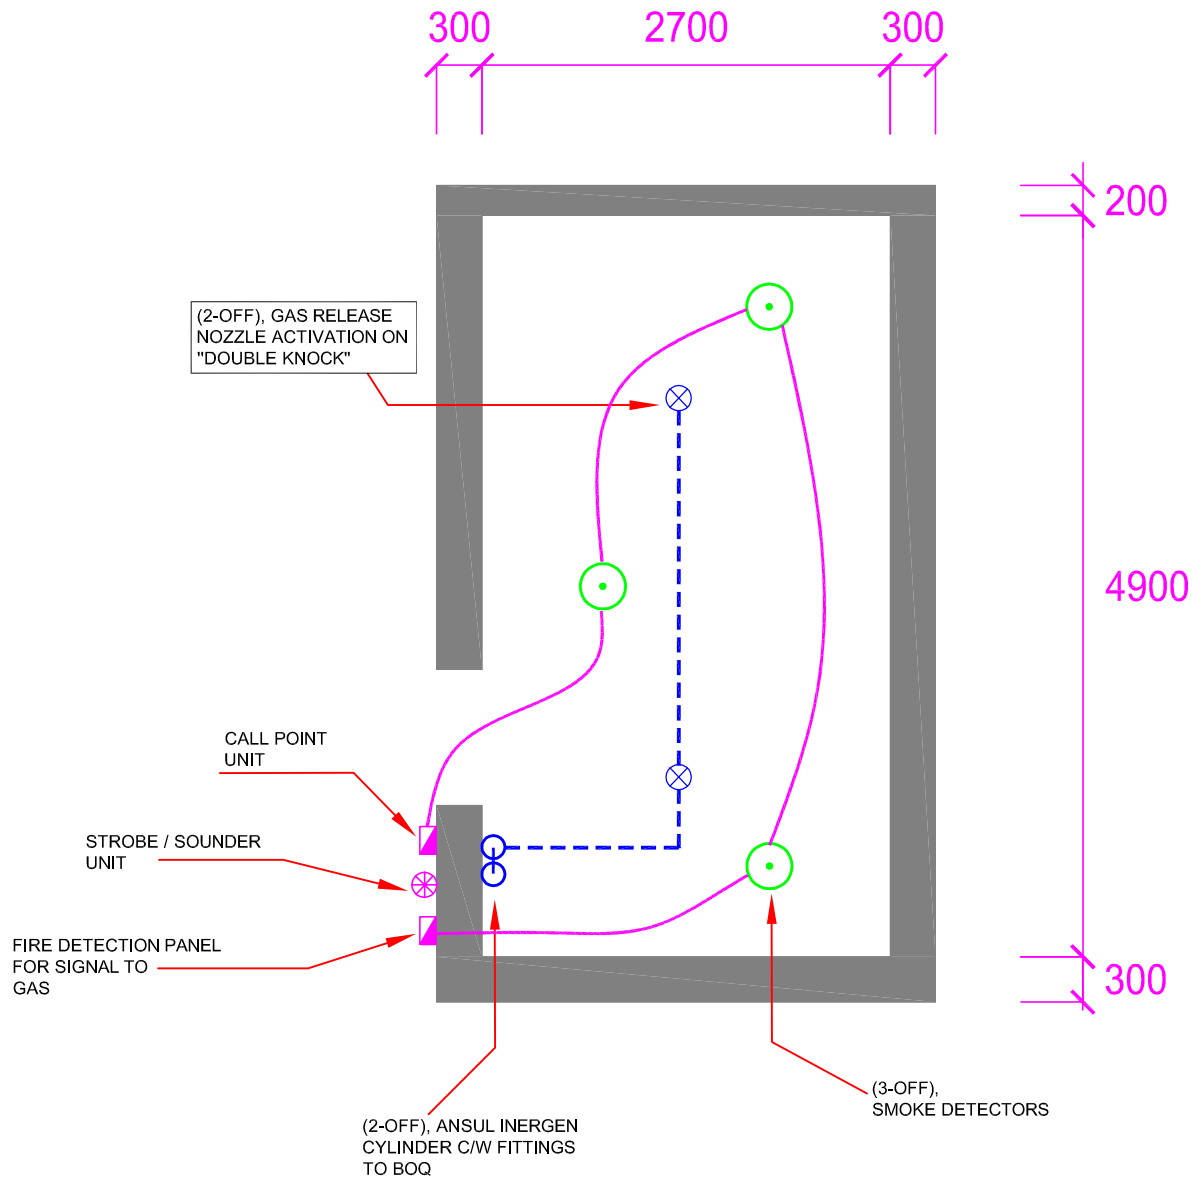 300
2700
300
200
(2-OFF), GAS RELEASE
NOZZLE ACTIVATION ON
"DOUBLE KNOCK"
4900
CALL POINT
UNIT
STROBE / SOUNDER
UNIT
FIRE DETECTION PANEL
FOR SIGNAL TO
GAS
300
(3-OFF),
SMOKE DETECTORS
(2-OFF), ANSUL INERGEN
CYLINDER C/W FITTINGS
TO BOQ